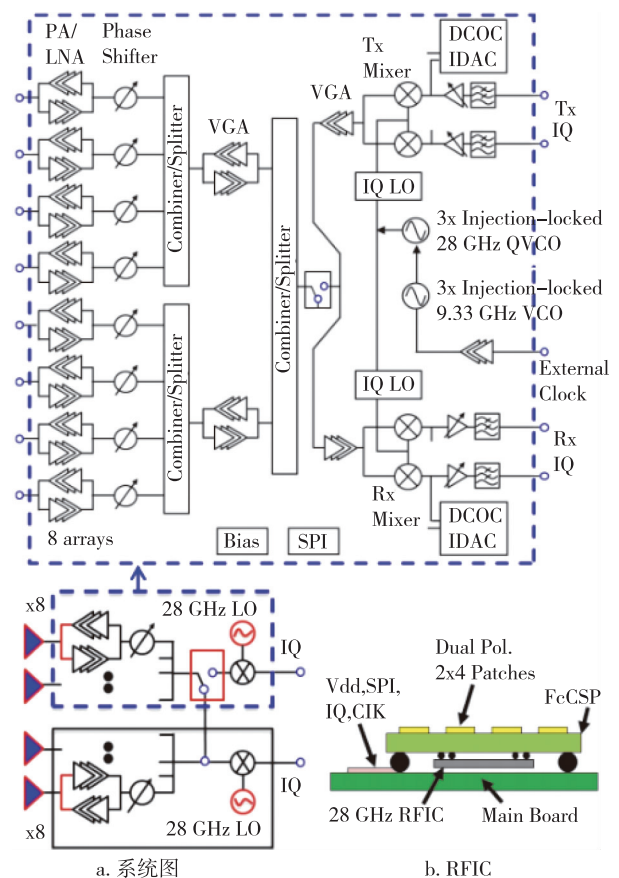 PA/
LNA
Phase
Shifter
Combiner/Splitter
VGA
Combiner/Splitter
Combiner/Splitter
VGA
Tx
Mixer
DCOC
IDAC
Tx
IQ
IQ LO
3x Injection-locked
28 GHz QVCO
3x Injection-locked
9.33 GHz VCO
External
Clock
IQ LO
Rx
IQ
Rx
Mixer
DCOC
IDAC
8 arrays
Bias
SPI
x8
28 GHz LO
IQ
IQ
28 GHz LO
x8
a. 系统图
Dual Pol.
2x4 Patches
Vdd,SPI,
IQ,CIK
FcCSP
28 GHz RFIC
Main Board
b. RFIC